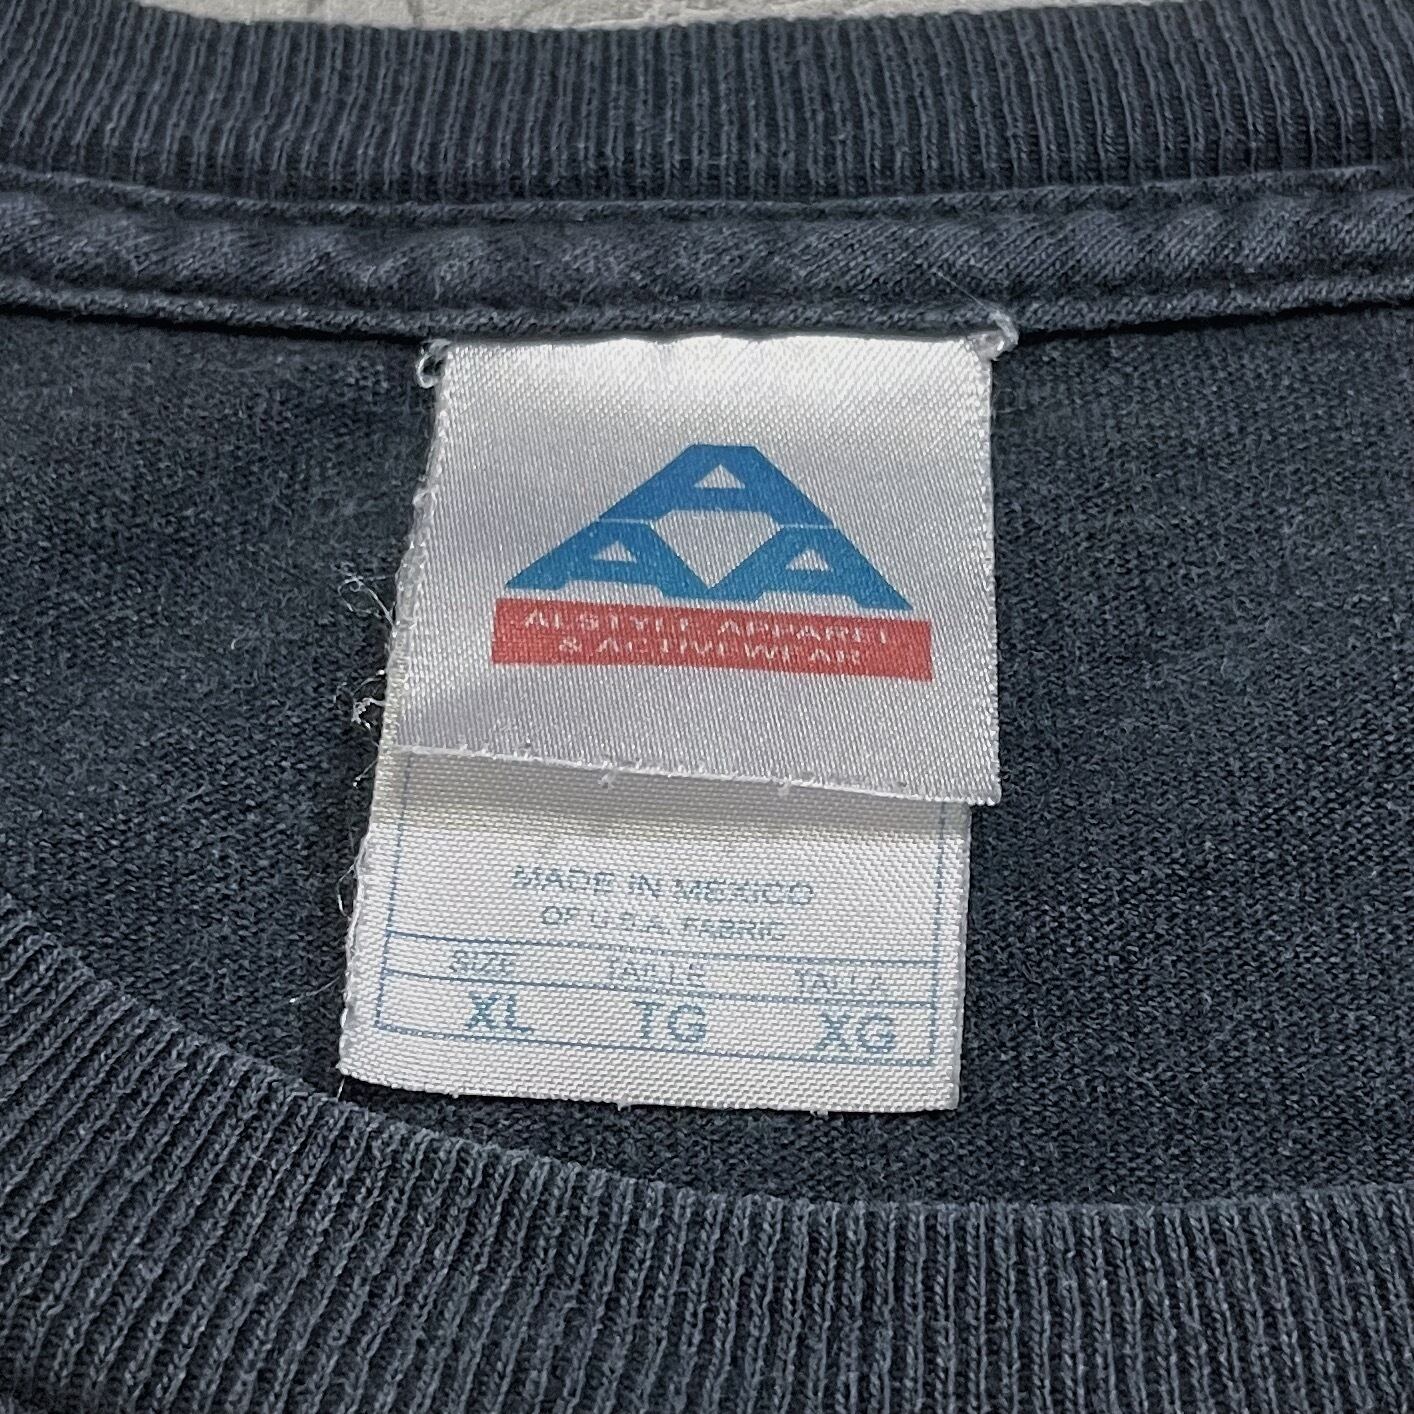 A
A A
ALSTYLE APPAREL
& ACTIVEWEAR
MADE IN MEXICO
OF U.S.A. FABRIC
SIZE TAILLE TALLA
XL TG XG